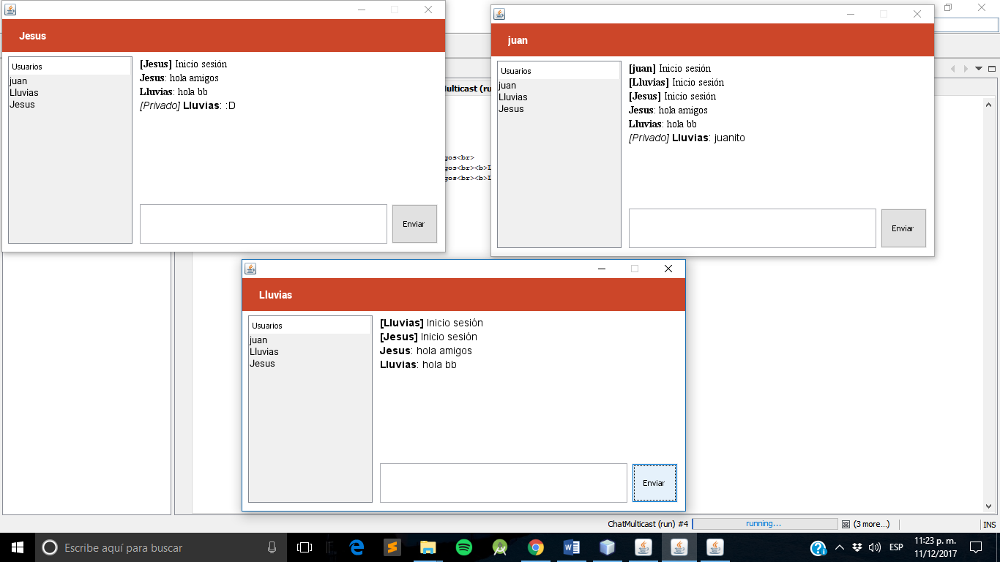 Jesus
Usuarios
juan
Lluvias
Jesus
[Jesus] Inicio sesión
Jesus: hola amigos
Lluvias: hola bb
[Privado] Lluvias: :D
Enviar
juan
Usuarios
juan
Lluvias
Jesus
[juan] Inicio sesión
[Lluvias] Inicio sesión
[Jesus] Inicio sesión
Jesus: hola amigos
Lluvias: hola bb
[Privado] Lluvias: juanito
Enviar
gos<br>
gos<br><b>L
gos<br><b>L
Lluvias
Usuarios
juan
Lluvias
Jesus
[Lluvias] Inicio sesión
[Jesus] Inicio sesión
Jesus: hola amigos
Lluvias: hola bb
Enviar
ChatMulticast (run) #4
running...
(3 more...)
INS
Escribe aquí para buscar
ESP
11:23 p. m.
11/12/2017